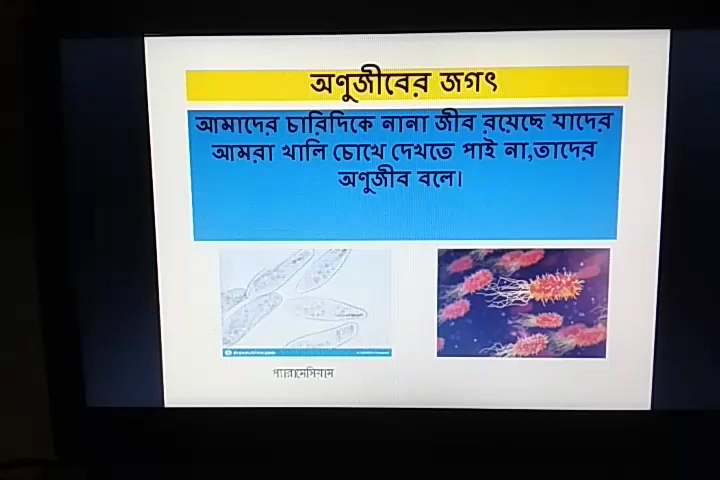 অণুজীবের জগৎ
আমাদের চারিদিকে নানা জীব রয়েছে যাদের
আমরা খালি চোখে দেখতে পাই না,তাদের
অণুজীব বলে।
প্যারামেসিয়াম